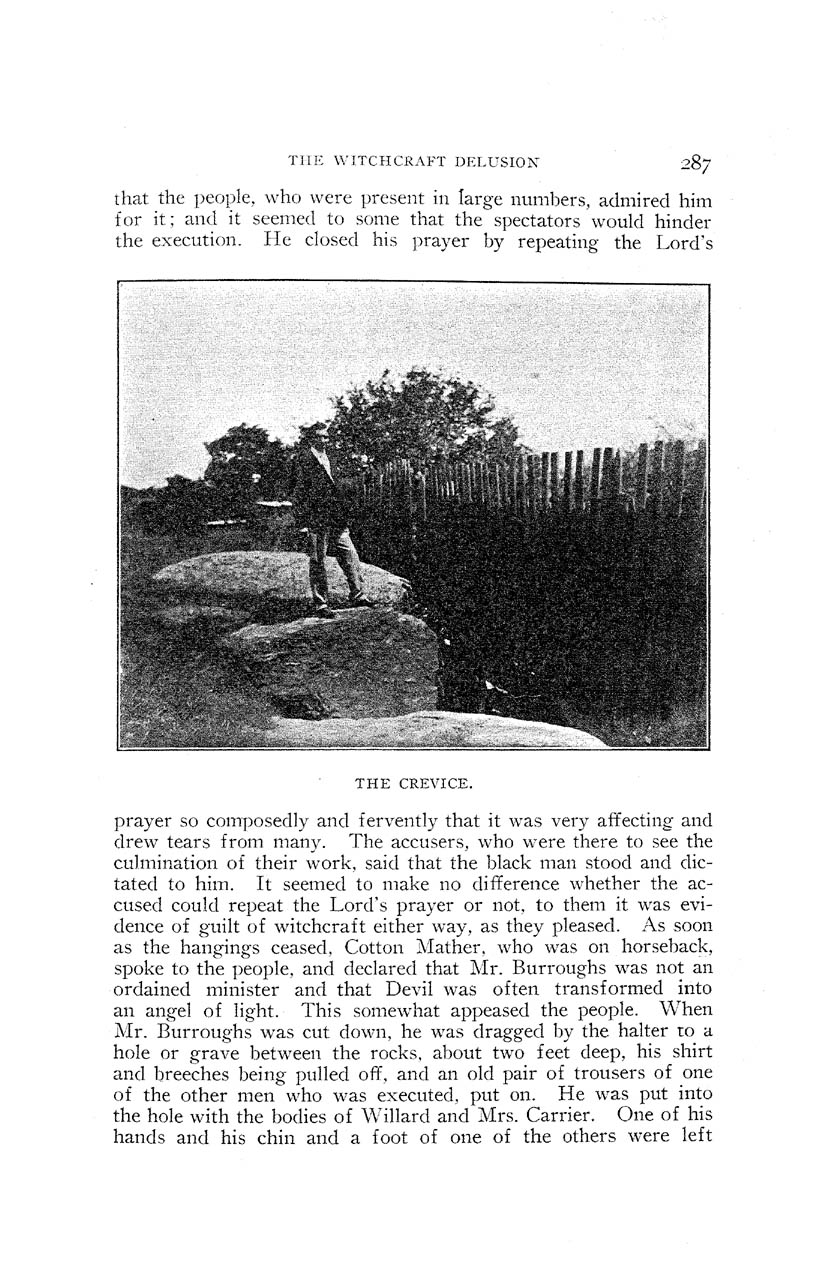 THE WITCHCRAFT DELUSION 287
that the people, who were present in large numbers, admired him
for it; and it seemed to some that the spectators would hinder
the execution. He closed his prayer by repeating the Lord's
THE CREVICE.
prayer so composedly and fervently that it was very affecting and
drew tears from many. The accusers, who were there to see the
culmination of their work, said that the black man stood and dic-
tated to him. It seemed to make no difference whether the ac-
cused could repeat the Lord's prayer or not, to them it was evi-
dence of guilt of witchcraft either way, as they pleased. As soon
as the hangings ceased, Cotton Mather, who was on horseback,
spoke to the people, and declared that Mr. Burroughs was not an
ordained minister and that Devil was often transformed into
an angel of light. This somewhat appeased the people. When
Mr. Burroughs was cut down, he was dragged by the halter to a
hole or grave between the rocks, about two feet deep, his shirt
and breeches being pulled off, and an old pair of trousers of one
of the other men who was executed, put on. He was put into
the hole with the bodies of Willard and Mrs. Carrier. One of his
hands and his chin and a foot of one of the others were left